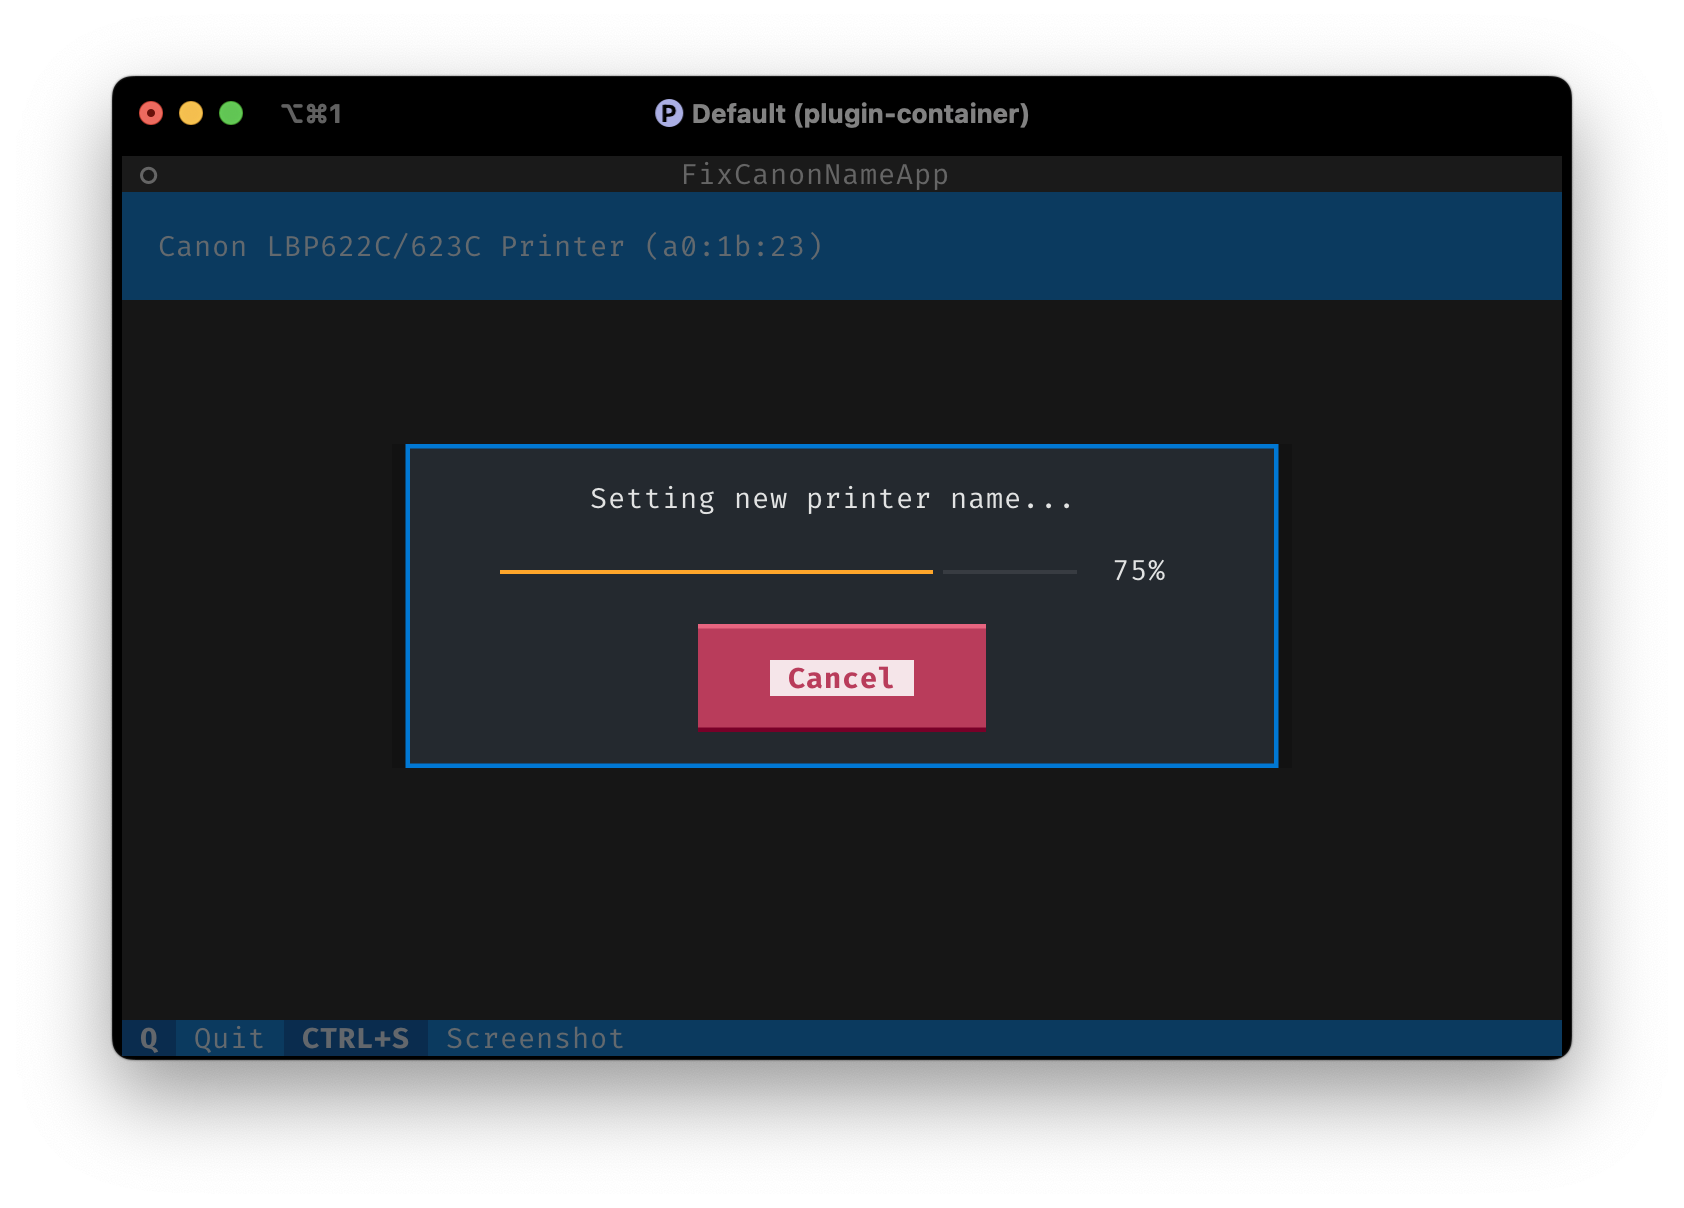 ⌥⌘1
P Default (plugin-container)
FixCanonNameApp
Canon LBP622C/623C Printer (a0:1b:23)
Setting new printer name...
75%
Cancel
Q Quit CTRL+S Screenshot